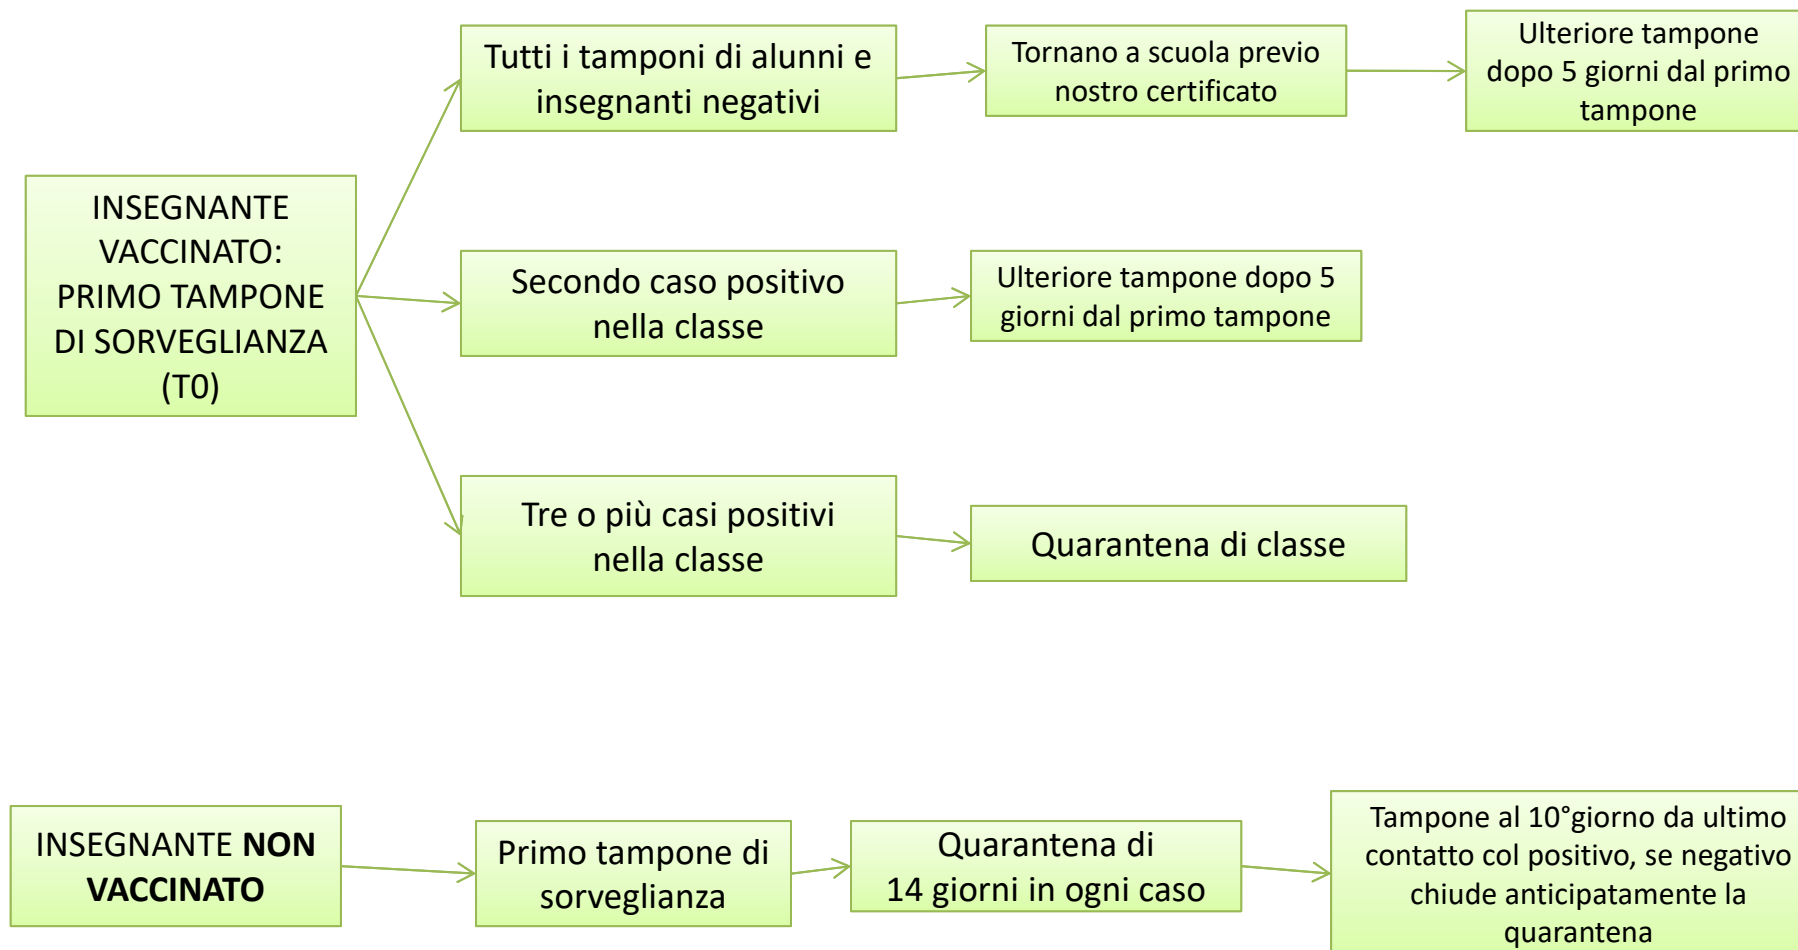 Tutti i tamponi di alunni e
insegnanti negativi
Tornano a scuola previo
nostro certificato
Ulteriore tampone
dopo 5 giorni dal primo
tampone
INSEGNANTE
VACCINATO:
PRIMO TAMPONE
DI SORVEGLIANZA
(T0)
Secondo caso positivo
nella classe
Ulteriore tampone dopo 5
giorni dal primo tampone
Tre o più casi positivi
nella classe
Quarantena di classe
INSEGNANTE NON
VACCINATO
Primo tampone di
sorveglianza
Quarantena di
14 giorni in ogni caso
Tampone al 10°giorno da ultimo
contatto col positivo, se negativo
chiude anticipatamente la
quarantena